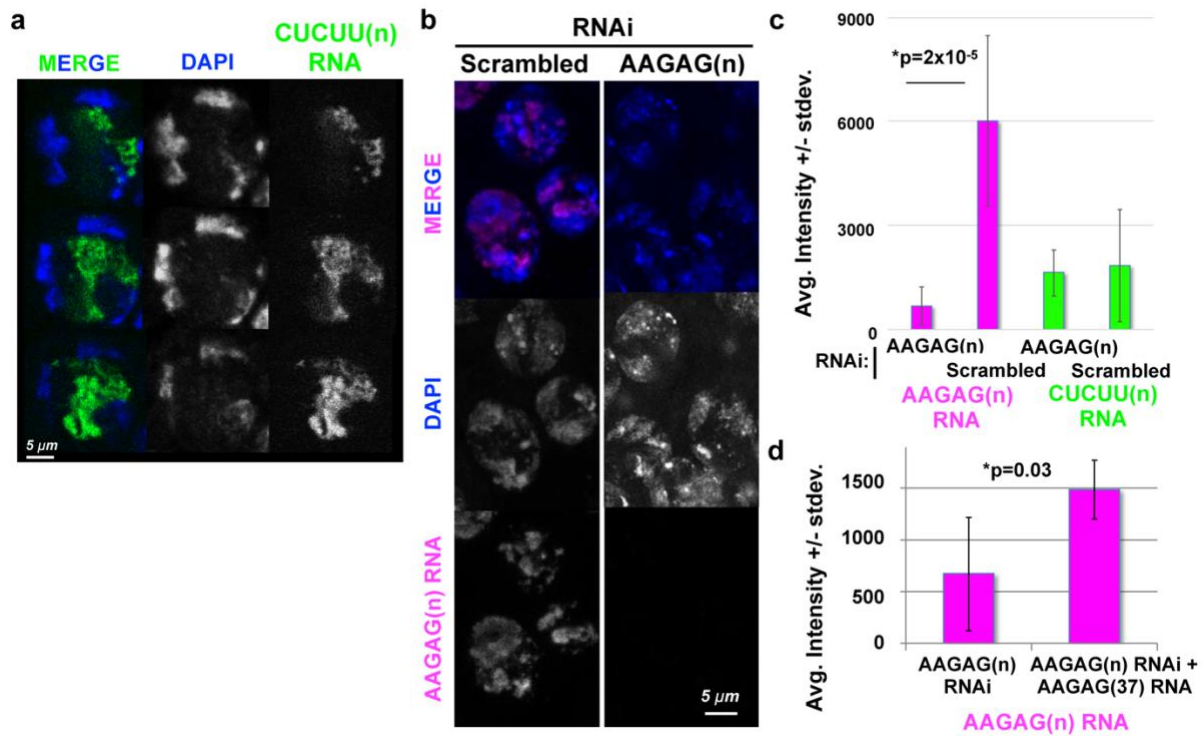 a
CUCUU(n)
MERGE DAPI RNA
5 µm
b
RNAi
Scrambled AAGAG(n)
MERGE
DAPI
AAGAG(n) RNA
5 µm
c
9000
*p=2x10-5
6000
3000
0
Avg. Intensity +/- stdev.
RNAi:
AAGAG(n) AAGAG(n)
Scrambled Scrambled
AAGAG(n) CUCUU(n)
RNA RNA
d
*p=0.03
1500
1000
500
0
Avg. Intensity +/- stdev.
AAGAG(n) AAGAG(n) RNAi +
RNAi AAGAG(37) RNA
AAGAG(n) RNA